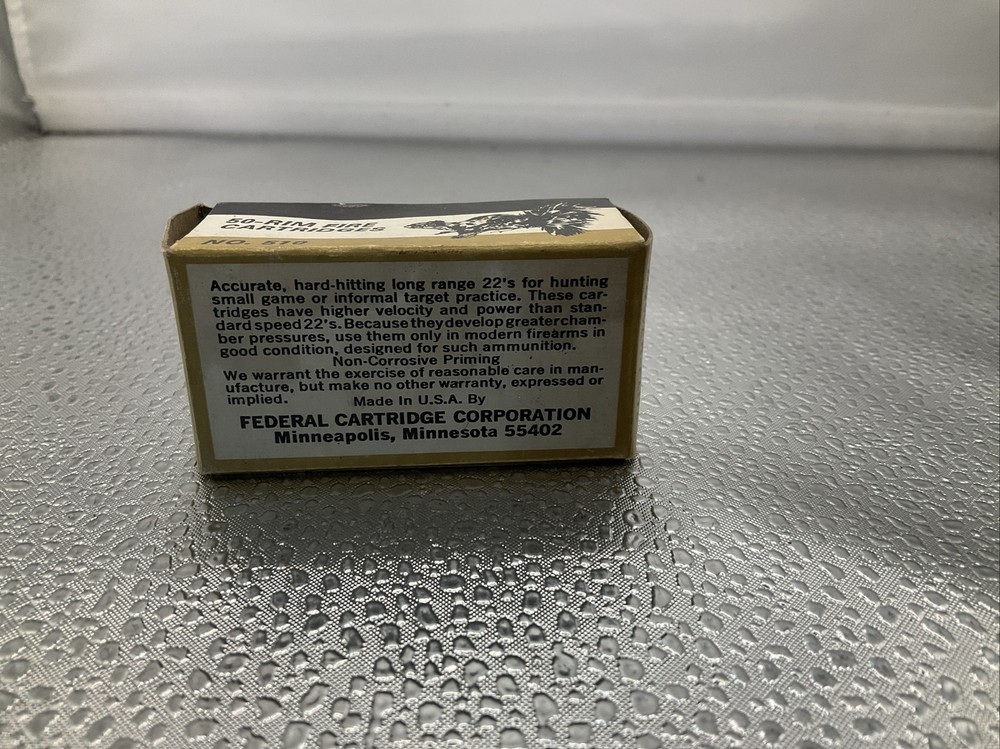 50-RIM FIRE
CARTRIDGES
NO. 510
Accurate, hard-hitting long range 22's for hunting
small game or informal target practice. These car-
tridges have higher velocity and power than stan-
dard speed 22's. Because they develop greater cham-
ber pressures, use them only in modern firearms in
good condition, designed for such ammunition.
Non-Corrosive Priming
We warrant the exercise of reasonable care in man-
ufacture, but make no other warranty, expressed or
implied. Made In U.S.A. By
FEDERAL CARTRIDGE CORPORATION
Minneapolis, Minnesota 55402